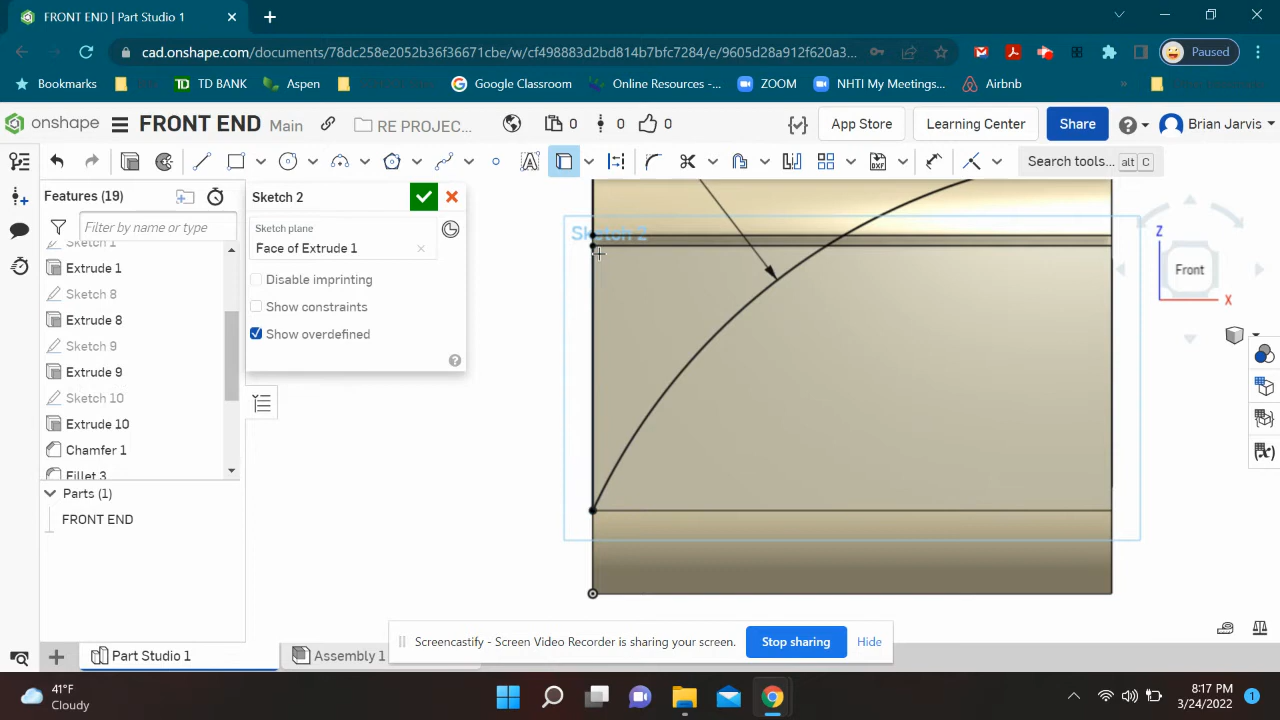 FRONT END | Part Studio 1
cad.onshape.com/documents/78dc258e2052b36f36671cbe/w/cf498883d2bd814b7bfc7284/e/9605d28a912f620a3...
Paused
Bookmarks
TD TD BANK
Aspen
Google Classroom
Online Resources -...
ZOOM
NHTI My Meetings...
Airbnb
»
onshape
FRONT END Main
RE PROJEC...
0
0
0
App Store
Learning Center
Share
Brian Jarvis
Search tools... alt C
Features (19)
Filter by name or type
Sketch 1
Extrude 1
Sketch 8
Extrude 8
Sketch 9
Extrude 9
Sketch 10
Extrude 10
Chamfer 1
Fillet 3
Parts (1)
FRONT END
Sketch 2
Sketch plane
Face of Extrude 1
Disable imprinting
Show constraints
Show overdefined
Sketch 2
Z
Front
X
Part Studio 1
Assembly 1
Screencastify - Screen Video Recorder is sharing your screen.
Stop sharing
Hide
41°F
Cloudy
8:17 PM
3/24/2022
1